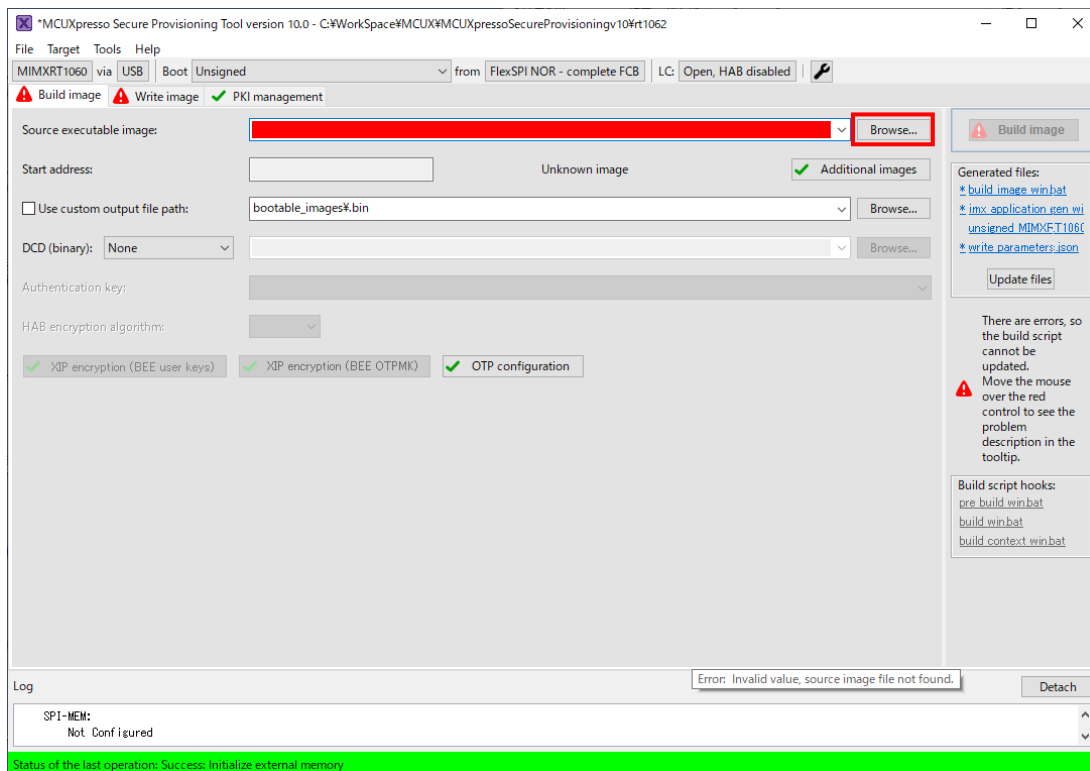 *MCUXpresso Secure Provisioning Tool version 10.0 - C:¥WorkSpace¥MCUX¥MCUXpressoSecureProvisioningv10¥rt1062
File Target Tools Help
MIMXRT1060 via USB Boot Unsigned from FlexSPI NOR - complete FCB LC: Open, HAB disabled
Build image Write image PKI management
Source executable image: Browse... Build image
Start address: Unknown image Additional images
Generated files:
* build image win.bat
Use custom output file path: bootable_images¥.bin Browse...
* imx application gen wi
unsigned MIMXRT106(
DCD (binary): None Browse...
* write parameters.json
Authentication key: Update files
HAB encryption algorithm:
There are errors, so
the build script
cannot be
updated.
Move the mouse
over the red
control to see the
problem
description in the
tooltip.
XIP encryption (BEE user keys) XIP encryption (BEE OTPMK) OTP configuration
Build script hooks:
pre build win.bat
build win.bat
build context win.bat
Error: Invalid value, source image file not found.
Log Detach
SPI-MEM:
Not Configured
Status of the last operation: Success: Initialize external memory